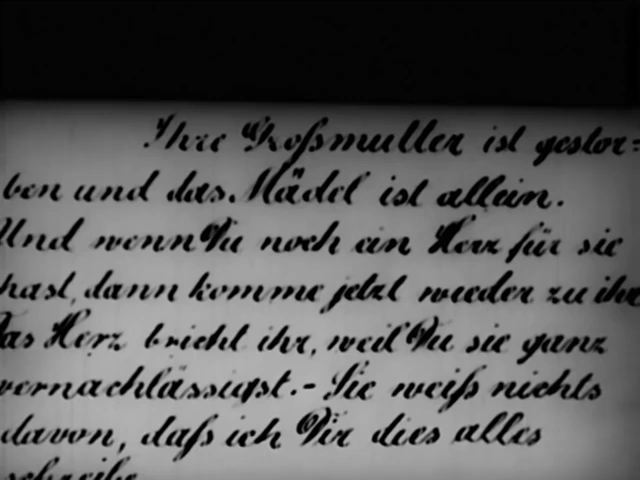 Ihre Großmutter ist gestor=
ben und das Mädel ist allein.
Und wenn Du noch ein Herz für sie
hast, dann komme jetzt wieder zu ihr
Das Herz bricht ihr, weil Du sie ganz
vernachlässigst.- Sie weiß nichts
davon, daß ich Dir dies alles
schreibe